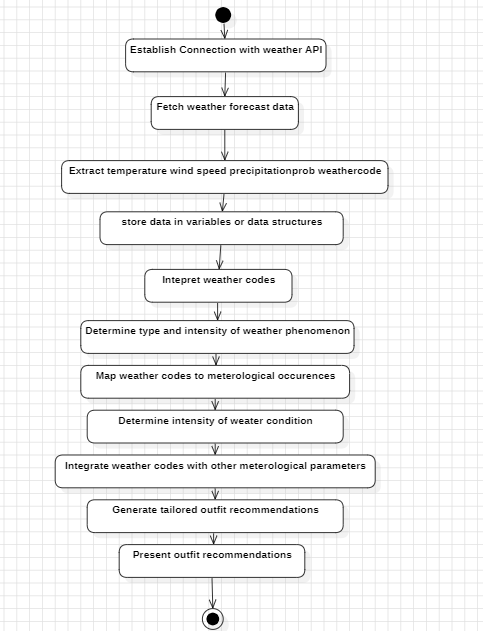 Establish Connection with weather API
Fetch weather forecast data
Extract temperature wind speed precipitationprob weathercode
store data in variables or data structures
Intepret weather codes
Determine type and intensity of weather phenomenon
Map weather codes to meterological occurences
Determine intensity of weater condition
Integrate weather codes with other meterological parameters
Generate tailored outfit recommendations
Present outfit recommendations